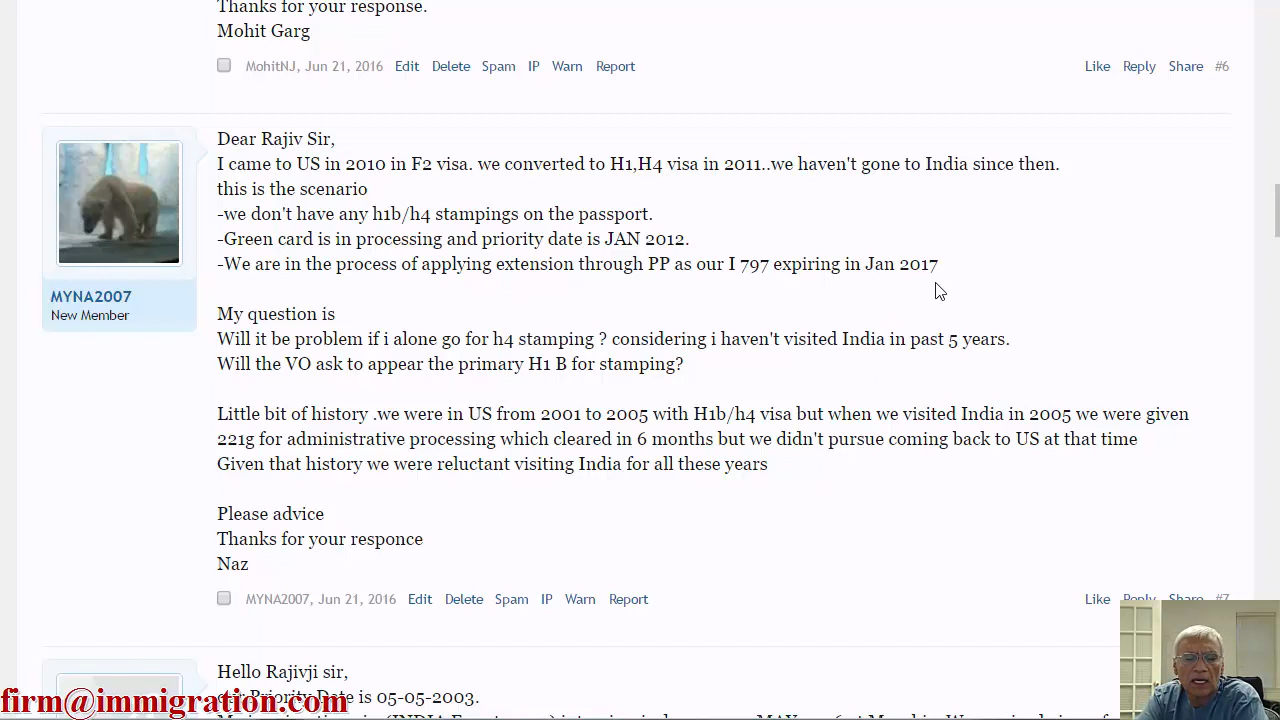 Thanks for your response.
Mohit Garg
MohitNJ, Jun 21, 2016 Edit Delete Spam IP Warn Report Like Reply Share #6
Dear Rajiv Sir,
I came to US in 2010 in F2 visa. we converted to H1,H4 visa in 2011..we haven't gone to India since then.
this is the scenario
-we don't have any h1b/h4 stampings on the passport.
-Green card is in processing and priority date is JAN 2012.
-We are in the process of applying extension through PP as our I 797 expiring in Jan 2017
MYNA2007
New Member
My question is
Will it be problem if i alone go for h4 stamping ? considering i haven't visited India in past 5 years.
Will the VO ask to appear the primary H1 B for stamping?
Little bit of history .we were in US from 2001 to 2005 with H1b/h4 visa but when we visited India in 2005 we were given
221g for administrative processing which cleared in 6 months but we didn't pursue coming back to US at that time
Given that history we were reluctant visiting India for all these years
Please advice
Thanks for your responce
Naz
MYNA2007, Jun 21, 2016 Edit Delete Spam IP Warn Report Like Reply Share #7
Hello Rajivji sir,
Priority Date is 05-05-2003.
firm@immigration.com